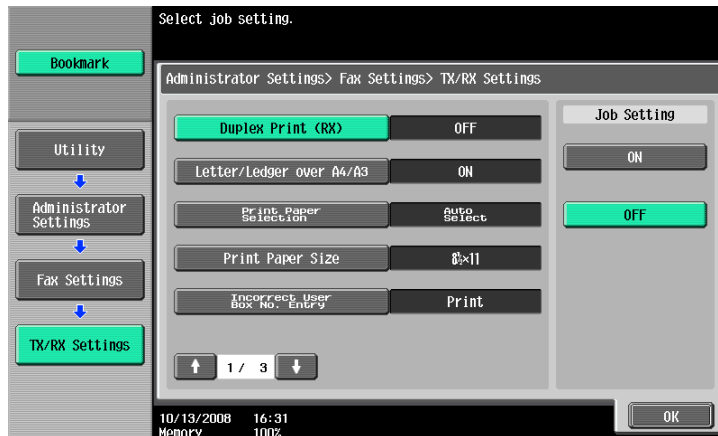 Select job setting.
Bookmark
Utility
Administrator
Settings
Fax Settings
TX/RX Settings
Administrator Settings> Fax Settings> TX/RX Settings
Duplex Print (RX)
OFF
Letter/Ledger over A4/A3
ON
Print Paper
Selection
Auto
Select
Print Paper Size
8½×11
Incorrect User
Box No. Entry
Print
1/ 3
Job Setting
ON
OFF
OK
10/13/2008 16:31
Memory 100%